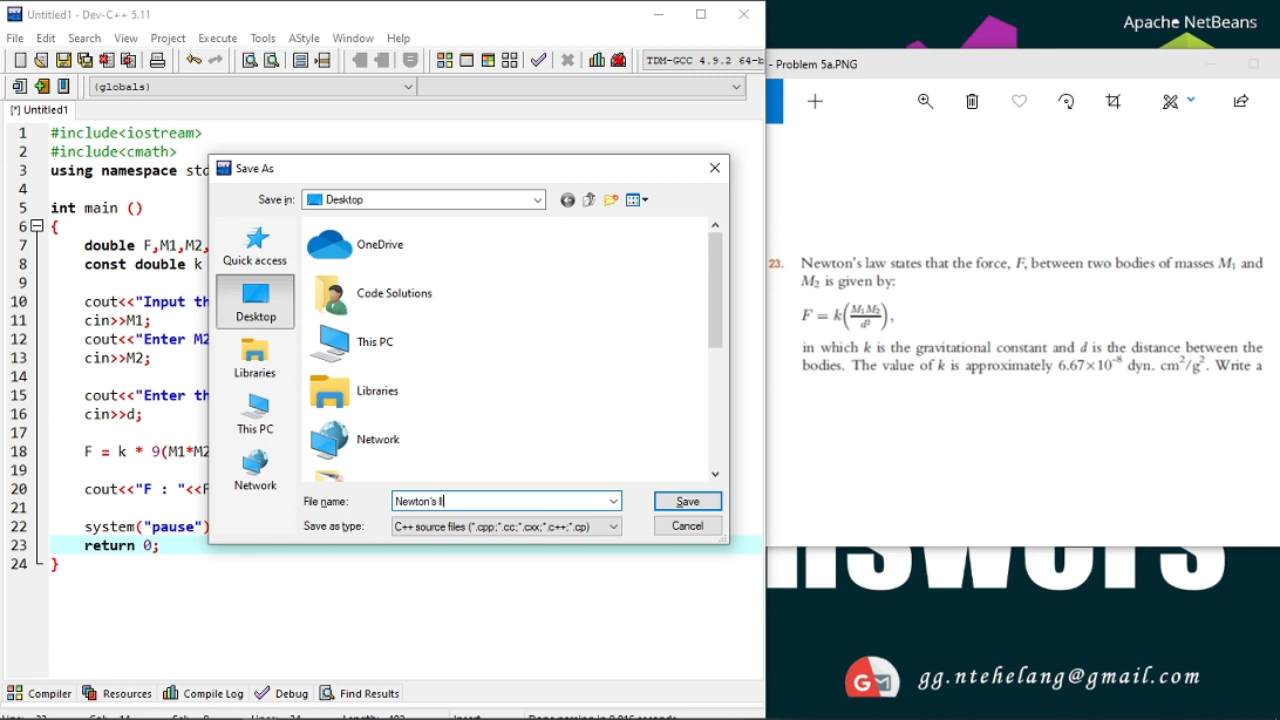 Untitled1 - Dev-C++ 5.11
File Edit Search View Project Execute Tools AStyle Window Help
TDM-GCC 4.9.2 64-b
(globals)
[*] Untitled1
1 #include<iostream>
2 #include<cmath>
3 using namespace std
4
5 int main ()
6 {
7 double F,M1,M2,
8 const double k
9
10 cout<<"Input th
11 cin>>M1;
12 cout<<"Enter M2
13 cin>>M2;
14
15 cout<<"Enter th
16 cin>>d;
17
18 F = k * 9(M1*M2
19
20 cout<<"F : "<<F
21
22 system("pause")
23 return 0;
24 }
Save As
Save in: Desktop
Quick access
Desktop
Libraries
This PC
Network
OneDrive
Code Solutions
This PC
Libraries
Network
File name: Newton's ll
Save
Save as type: C++ source files (*.cpp;*.cc;*.cxx;*.c++;*.cp)
Cancel
Compiler Resources Compile Log Debug Find Results
Apache NetBeans
- Problem 5a.PNG
23. Newton's law states that the force, F, between two bodies of masses M₁ and
M₂ is given by:
F = k(M₁M₂/d²),
in which k is the gravitational constant and d is the distance between the
bodies. The value of k is approximately 6.67×10⁻⁸ dyn. cm²/g². Write a
nswers
GM gg.ntehelang@gmail.com